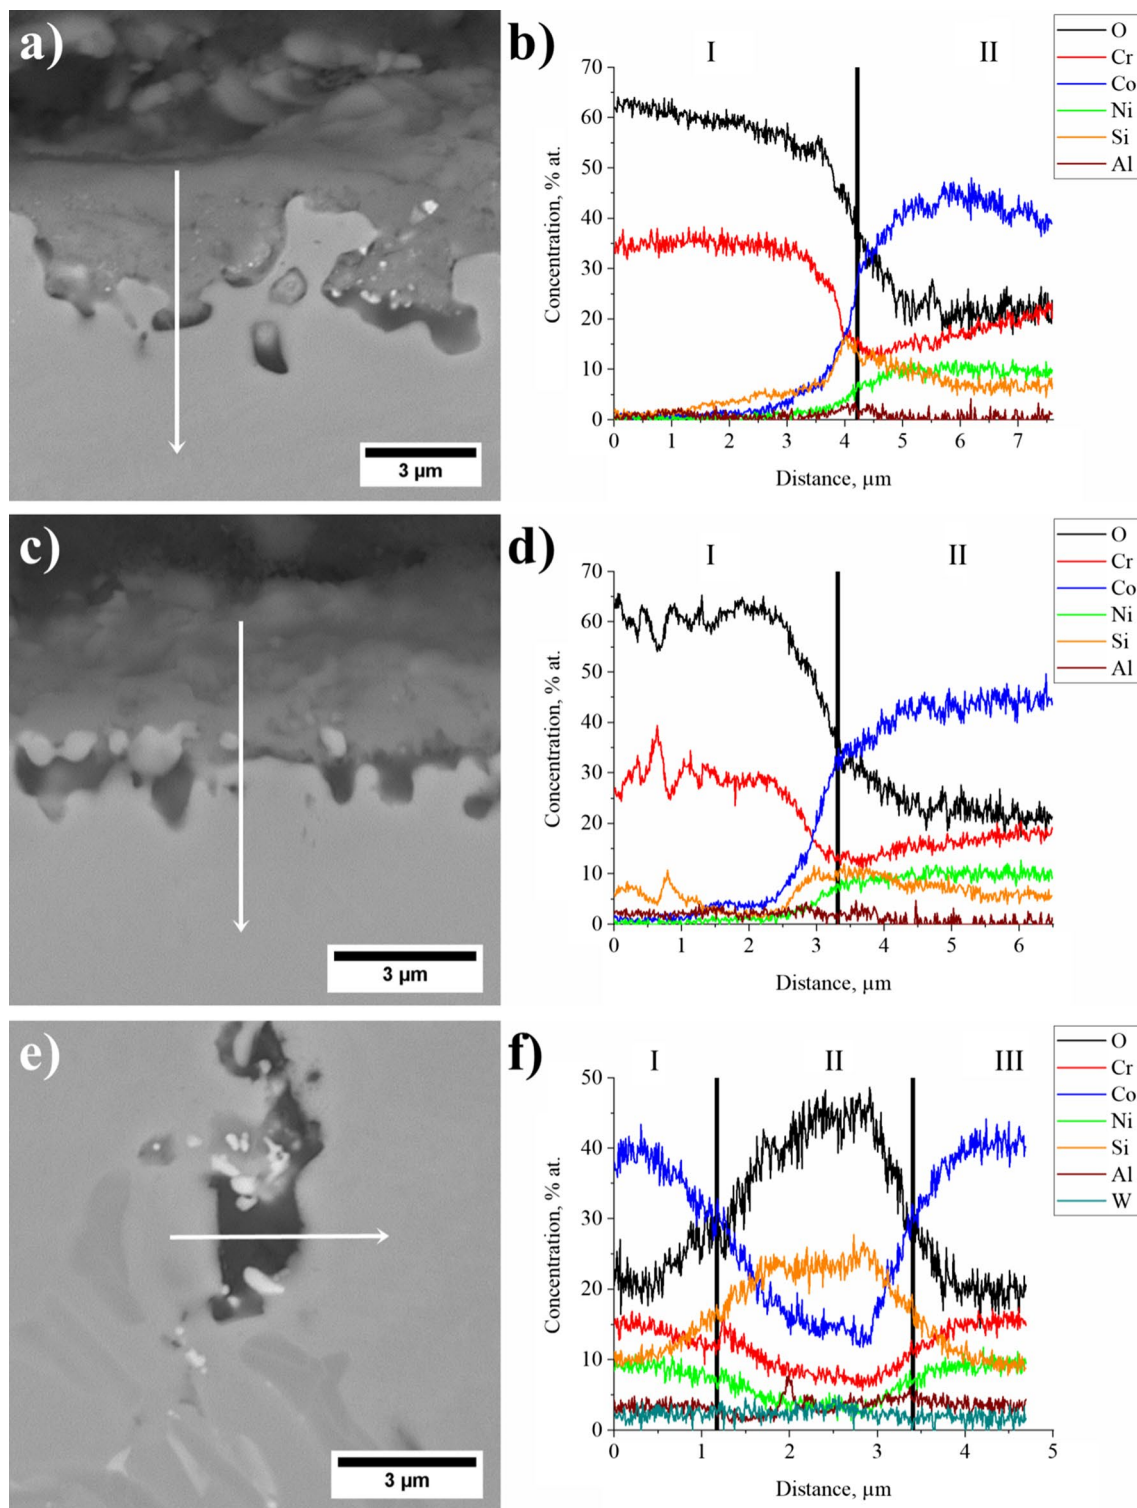 a)
3 µm
b)
I
II
O
Cr
Co
Ni
Si
Al
Concentration, % at.
70
60
50
40
30
20
10
0
0 1 2 3 4 5 6 7
Distance, µm
c)
3 µm
d)
I
II
O
Cr
Co
Ni
Si
Al
Concentration, % at.
70
60
50
40
30
20
10
0
0 1 2 3 4 5 6
Distance, µm
e)
3 µm
f)
I
II
III
O
Cr
Co
Ni
Si
Al
W
Concentration, % at.
50
40
30
20
10
0
0 1 2 3 4 5
Distance, µm